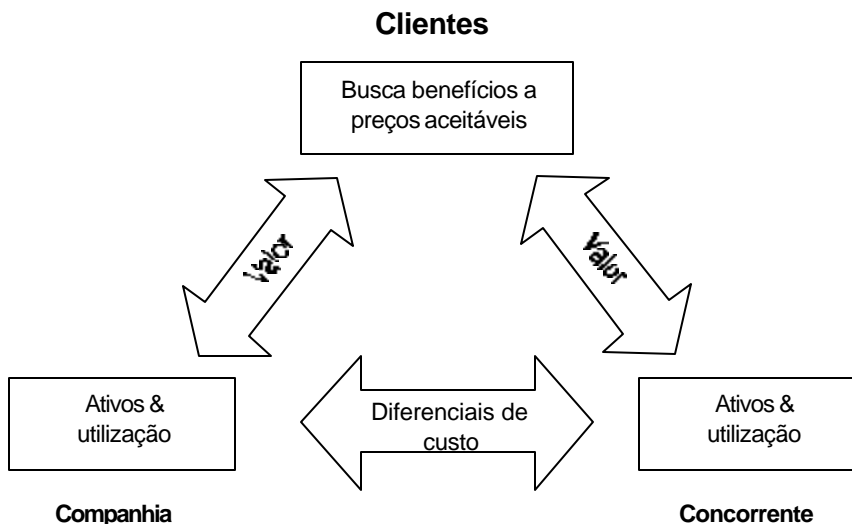 Clientes
Busca benefícios a
preços aceitáveis
Valor
Valor
Ativos &
utilização
Diferenciais de
custo
Ativos &
utilização
Companhia
Concorrente